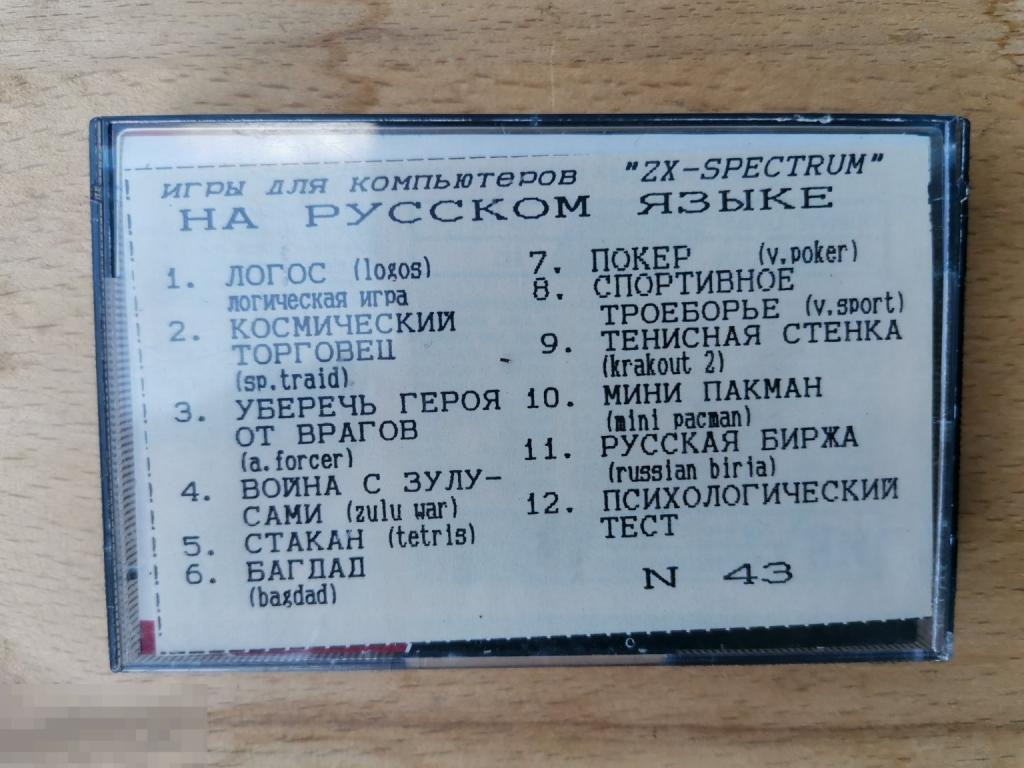 ИГРЫ ДЛЯ КОМПЬЮТЕРОВ "ZX-SPECTRUM"
НА РУССКОМ ЯЗЫКЕ
1. ЛОГОС (logos)
логическая игра
2. КОСМИЧЕСКИЙ
ТОРГОВЕЦ
(sp.traid)
3. УБЕРЕЧЬ ГЕРОЯ
ОТ ВРАГОВ
(a.forcer)
4. ВОЙНА С ЗУЛУ-
САМИ (zulu war)
5. СТАКАН (tetris)
6. БАГДАД
(bagdad)
7. ПОКЕР (v.poker)
8. СПОРТИВНОЕ
ТРОЕБОРЬЕ (v.sport)
9. ТЕНИСНАЯ СТЕНКА
(krakout 2)
10. МИНИ ПАКМАН
(mini pacman)
11. РУССКАЯ БИРЖА
(russian biria)
12. ПСИХОЛОГИЧЕСКИЙ
ТЕСТ
N 43